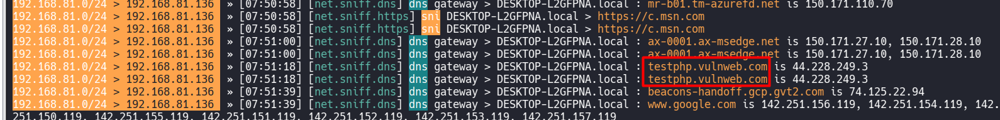 192.168.81.0/24 > 192.168.81.136  » [07:50:58] [net.sniff.dns] dns gateway > DESKTOP-L2GFPNA.local : mr-b01.tm-azurefd.net is 150.171.110.70
192.168.81.0/24 > 192.168.81.136  » [07:50:58] [net.sniff.https] sni DESKTOP-L2GFPNA.local > https://c.msn.com
192.168.81.0/24 > 192.168.81.136  » [07:50:58] [net.sniff.https] sni DESKTOP-L2GFPNA.local > https://c.msn.com
192.168.81.0/24 > 192.168.81.136  » [07:51:00] [net.sniff.dns] dns gateway > DESKTOP-L2GFPNA.local : ax-0001.ax-msedge.net is 150.171.27.10, 150.171.28.10
192.168.81.0/24 > 192.168.81.136  » [07:51:00] [net.sniff.dns] dns gateway > DESKTOP-L2GFPNA.local : ax-0001.ax-msedge.net is 150.171.27.10, 150.171.28.10
192.168.81.0/24 > 192.168.81.136  » [07:51:18] [net.sniff.dns] dns gateway > DESKTOP-L2GFPNA.local : testphp.vulnweb.com is 44.228.249.3
192.168.81.0/24 > 192.168.81.136  » [07:51:18] [net.sniff.dns] dns gateway > DESKTOP-L2GFPNA.local : testphp.vulnweb.com is 44.228.249.3
192.168.81.0/24 > 192.168.81.136  » [07:51:39] [net.sniff.dns] dns gateway > DESKTOP-L2GFPNA.local : beacons-handoff.gcp.gvt2.com is 74.125.22.94
192.168.81.0/24 > 192.168.81.136  » [07:51:39] [net.sniff.dns] dns gateway > DESKTOP-L2GFPNA.local : www.google.com is 142.251.156.119, 142.251.154.119, 142.
251.150.119, 142.251.155.119, 142.251.151.119, 142.251.152.119, 142.251.153.119, 142.251.157.119